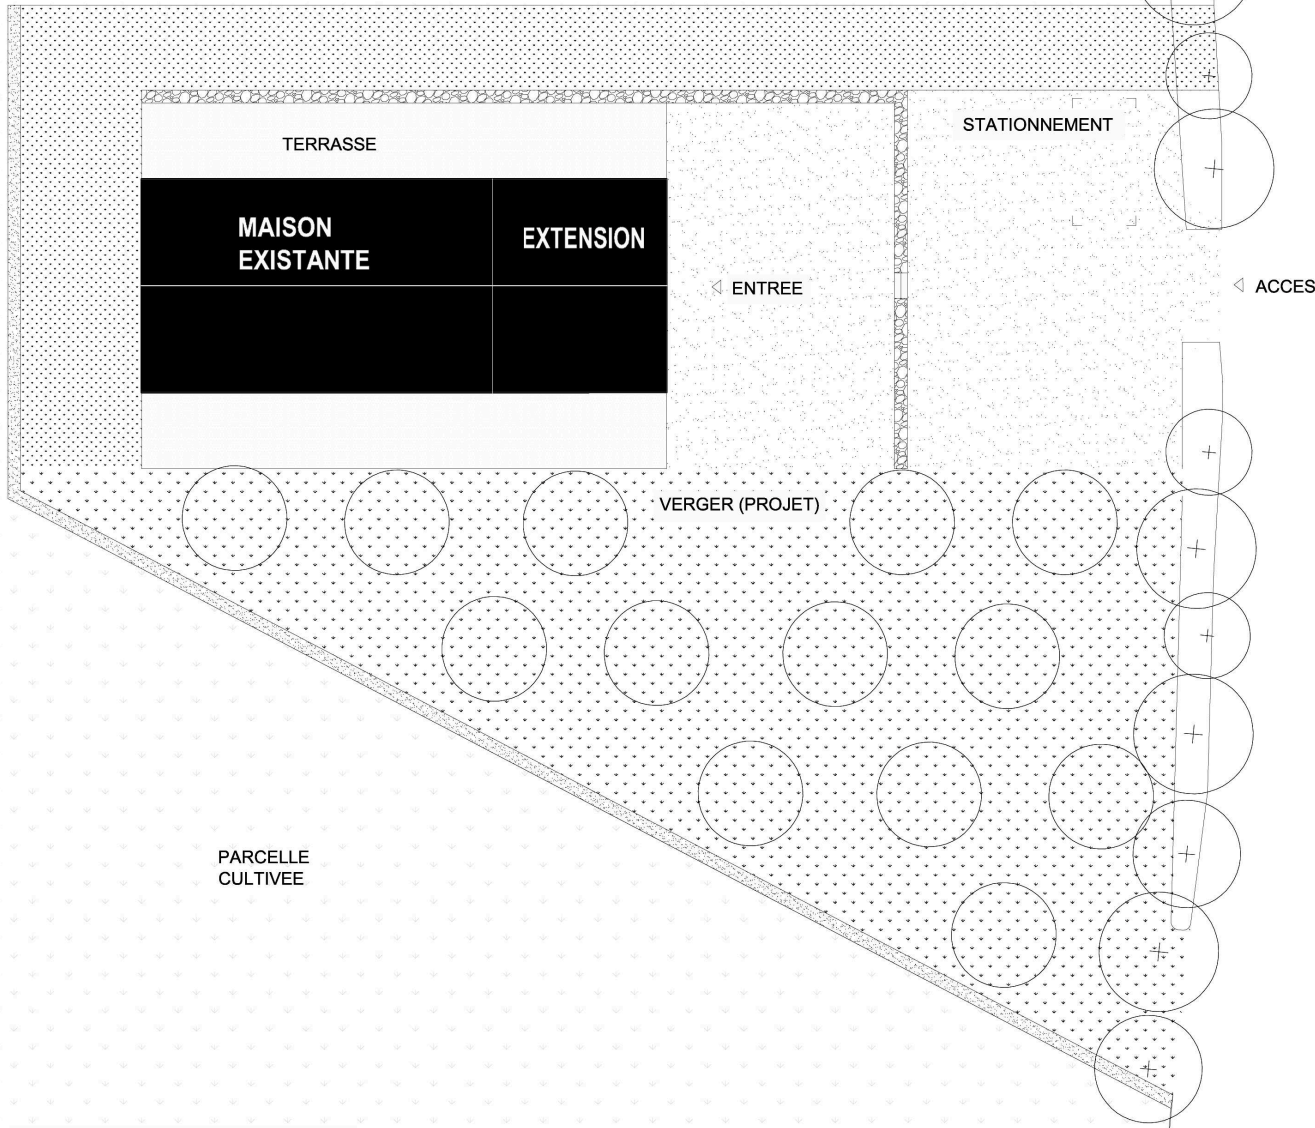 STATIONNEMENT
TERRASSE
MAISON
EXISTANTE
EXTENSION
ENTREE
ACCES
VERGER (PROJET)
PARCELLE
CULTIVEE